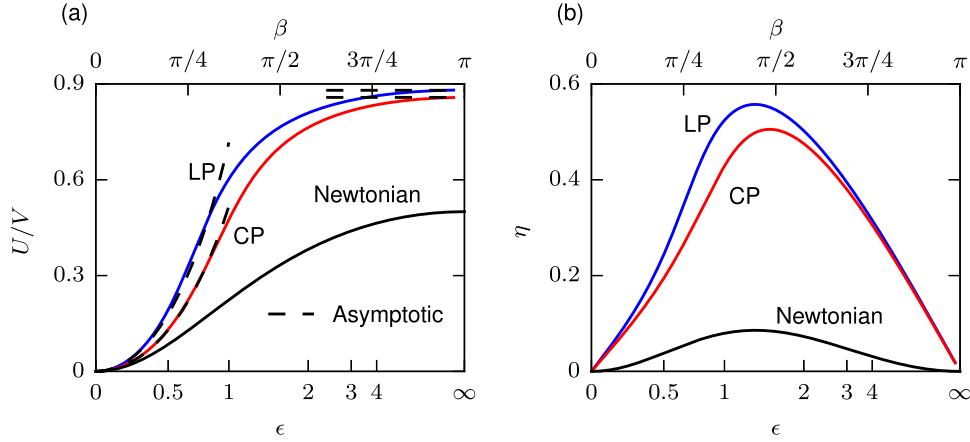 (a)
β
0 π/4 π/2 3π/4 π
0.9
0.6
0.3
0
U/V
LP
CP
Newtonian
Asymptotic
0 0.5 1 2 3 4 ∞
ϵ
(b)
β
0 π/4 π/2 3π/4 π
0.6
0.4
0.2
0
η
LP
CP
Newtonian
0 0.5 1 2 3 4 ∞
ϵ